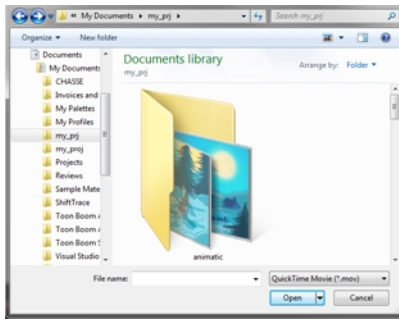 « My Documents ▸ my_prj ▸
Search my_prj
Organize ▾ New folder
Documents
My Documents
CHASSE
Invoices and
My Palettes
My Profiles
my_prj
my_proj
Projects
Reviews
Sample Mate
ShiftTrace
Toon Boom
Toon Boom
Toon Boom
Visual Studio
Documents library
my_prj
Arrange by: Folder ▾
animatic
File name:
QuickTime Movie (*.mov)
Open
Cancel